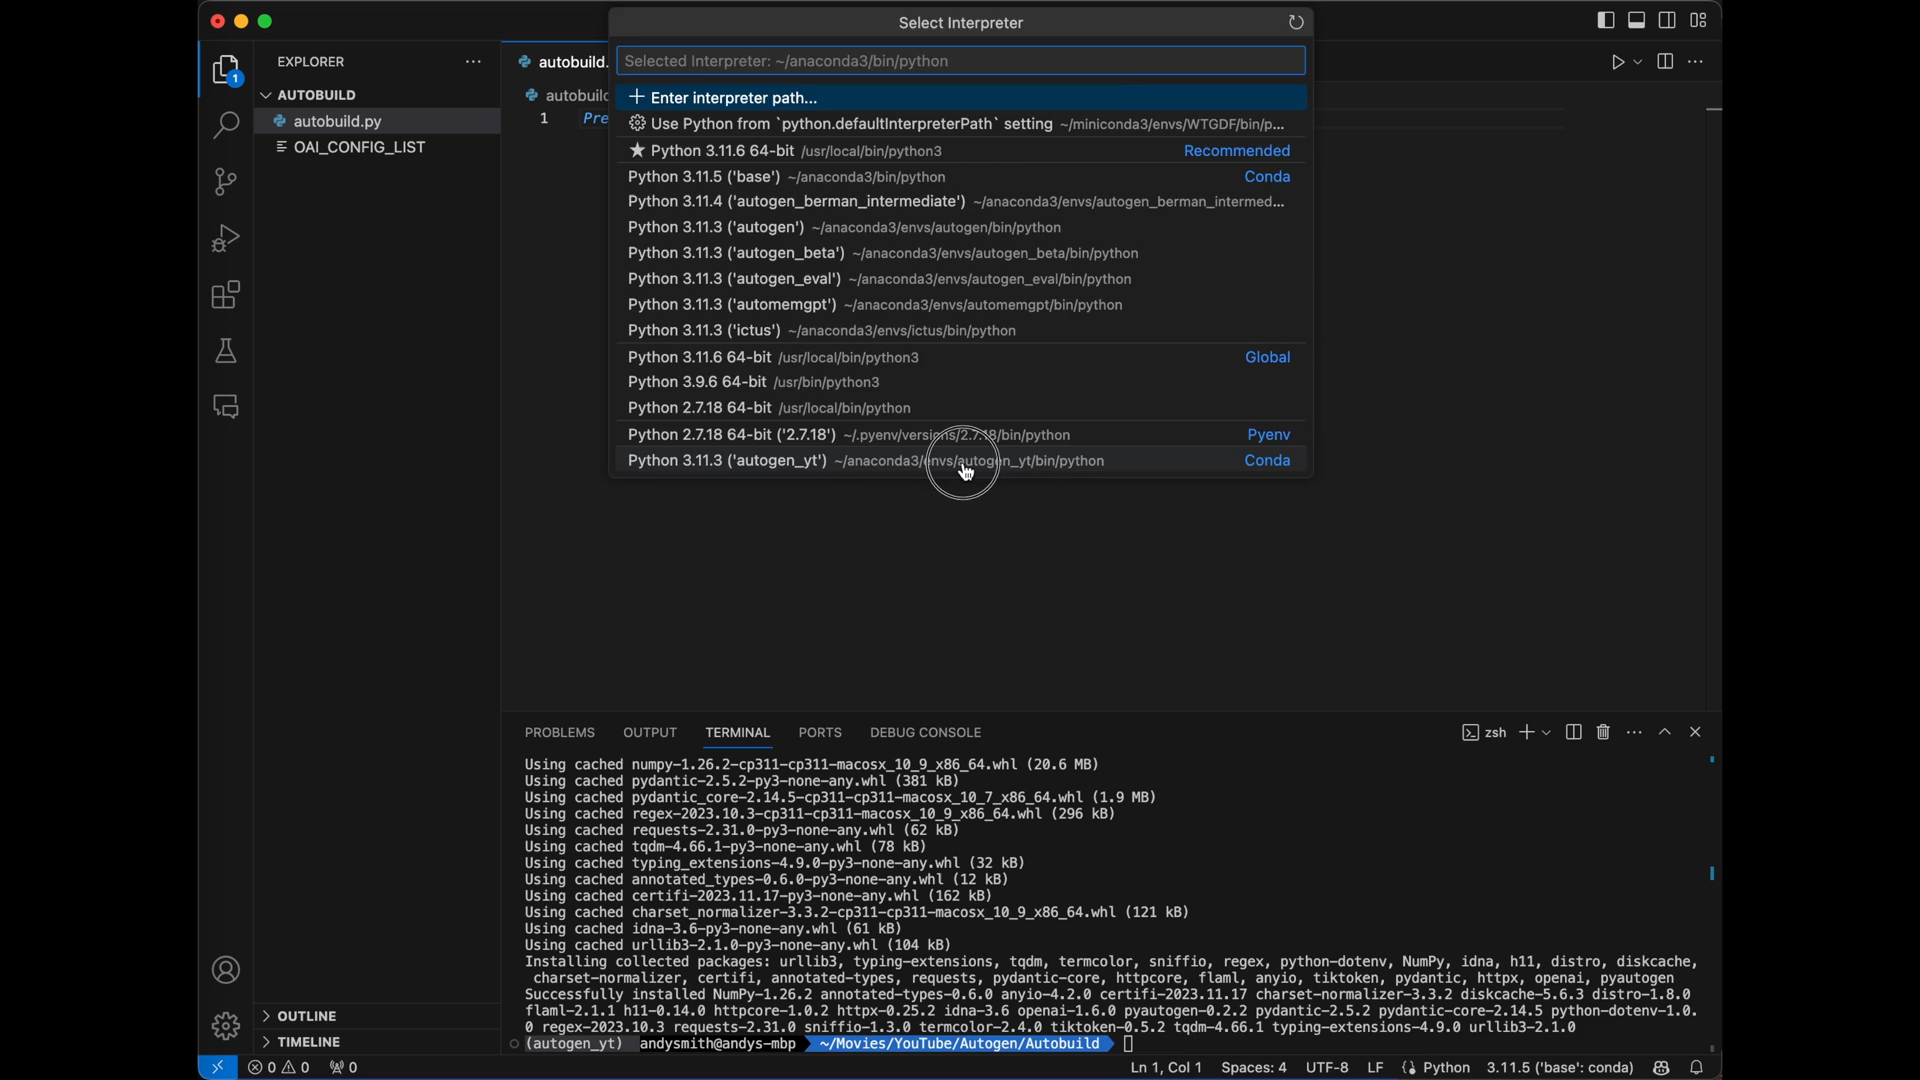 Select Interpreter
EXPLORER
autobuild.
Selected Interpreter: ~/anaconda3/bin/python
1
AUTOBUILD
autobuild
Enter interpreter path...
autobuild.py
1 Pre
Use Python from `python.defaultInterpreterPath` setting ~/miniconda3/envs/WTGDF/bin/p...
OAI_CONFIG_LIST
Python 3.11.6 64-bit /usr/local/bin/python3 Recommended
Python 3.11.5 ('base') ~/anaconda3/bin/python Conda
Python 3.11.4 ('autogen_berman_intermediate') ~/anaconda3/envs/autogen_berman_intermed...
Python 3.11.3 ('autogen') ~/anaconda3/envs/autogen/bin/python
Python 3.11.3 ('autogen_beta') ~/anaconda3/envs/autogen_beta/bin/python
Python 3.11.3 ('autogen_eval') ~/anaconda3/envs/autogen_eval/bin/python
Python 3.11.3 ('automemgpt') ~/anaconda3/envs/automemgpt/bin/python
Python 3.11.3 ('ictus') ~/anaconda3/envs/ictus/bin/python
Python 3.11.6 64-bit /usr/local/bin/python3 Global
Python 3.9.6 64-bit /usr/bin/python3
Python 2.7.18 64-bit /usr/local/bin/python
Python 2.7.18 64-bit ('2.7.18') ~/.pyenv/versions/2.7.18/bin/python Pyenv
Python 3.11.3 ('autogen_yt') ~/anaconda3/envs/autogen_yt/bin/python Conda
PROBLEMS OUTPUT TERMINAL PORTS DEBUG CONSOLE zsh
Using cached numpy-1.26.2-cp311-cp311-macosx_10_9_x86_64.whl (20.6 MB)
Using cached pydantic-2.5.2-py3-none-any.whl (381 kB)
Using cached pydantic_core-2.14.5-cp311-cp311-macosx_10_7_x86_64.whl (1.9 MB)
Using cached regex-2023.10.3-cp311-cp311-macosx_10_9_x86_64.whl (296 kB)
Using cached requests-2.31.0-py3-none-any.whl (62 kB)
Using cached tqdm-4.66.1-py3-none-any.whl (78 kB)
Using cached typing_extensions-4.9.0-py3-none-any.whl (32 kB)
Using cached annotated_types-0.6.0-py3-none-any.whl (12 kB)
Using cached certifi-2023.11.17-py3-none-any.whl (162 kB)
Using cached charset_normalizer-3.3.2-cp311-cp311-macosx_10_9_x86_64.whl (121 kB)
Using cached idna-3.6-py3-none-any.whl (61 kB)
Using cached urllib3-2.1.0-py3-none-any.whl (104 kB)
Installing collected packages: urllib3, typing-extensions, tqdm, termcolor, sniffio, regex, python-dotenv, NumPy, idna, h11, distro, diskcache,
charset-normalizer, certifi, annotated-types, requests, pydantic-core, httpcore, flaml, anyio, tiktoken, pydantic, httpx, openai, pyautogen
Successfully installed NumPy-1.26.2 annotated-types-0.6.0 anyio-4.2.0 certifi-2023.11.17 charset-normalizer-3.3.2 diskcache-5.6.3 distro-1.8.0
flaml-2.1.1 h11-0.14.0 httpcore-1.0.2 httpx-0.25.2 idna-3.6 openai-1.6.0 pyautogen-0.2.2 pydantic-2.5.2 pydantic-core-2.14.5 python-dotenv-1.0.
0 regex-2023.10.3 requests-2.31.0 sniffio-1.3.0 termcolor-2.4.0 tiktoken-0.5.2 tqdm-4.66.1 typing-extensions-4.9.0 urllib3-2.1.0
(autogen_yt) andysmith@andys-mbp ~/Movies/YouTube/Autogen/Autobuild
OUTLINE
TIMELINE
0 0 0 Ln 1, Col 1 Spaces: 4 UTF-8 LF Python 3.11.5 ('base': conda)